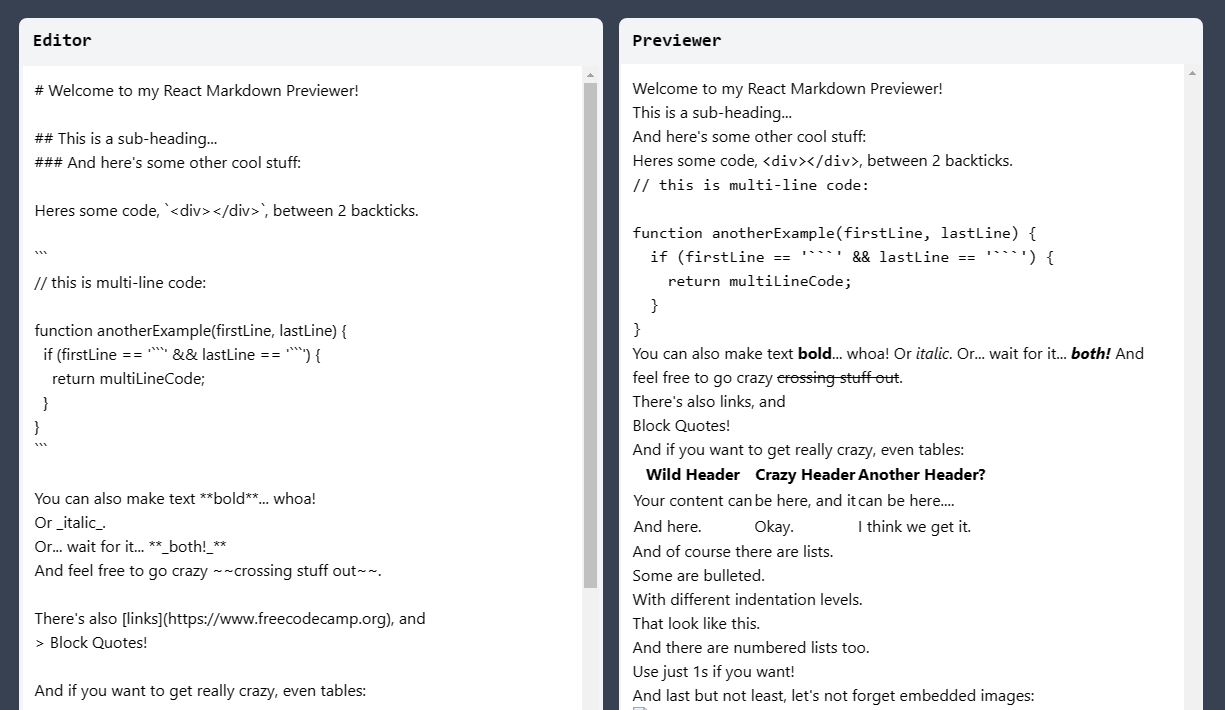 Editor
# Welcome to my React Markdown Previewer!
## This is a sub-heading...
### And here's some other cool stuff:
Heres some code, `<div></div>`, between 2 backticks.
```
// this is multi-line code:
function anotherExample(firstLine, lastLine) {
  if (firstLine == '```' && lastLine == '```') {
    return multiLineCode;
  }
}
```
You can also make text **bold**... whoa!
Or _italic_.
Or... wait for it... **_both!_**
And feel free to go crazy ~~crossing stuff out~~.
There's also [links](https://www.freecodecamp.org), and
> Block Quotes!
And if you want to get really crazy, even tables:
Previewer
Welcome to my React Markdown Previewer!
This is a sub-heading...
And here's some other cool stuff:
Heres some code, <div></div>, between 2 backticks.
// this is multi-line code:
function anotherExample(firstLine, lastLine) {
  if (firstLine == '```' && lastLine == '```') {
    return multiLineCode;
  }
}
You can also make text bold... whoa! Or italic. Or... wait for it... both! And
feel free to go crazy crossing stuff out.
There's also links, and
Block Quotes!
And if you want to get really crazy, even tables:
Wild Header Crazy Header Another Header?
Your content can be here, and it can be here....
And here. Okay. I think we get it.
And of course there are lists.
Some are bulleted.
With different indentation levels.
That look like this.
And there are numbered lists too.
Use just 1s if you want!
And last but not least, let's not forget embedded images: